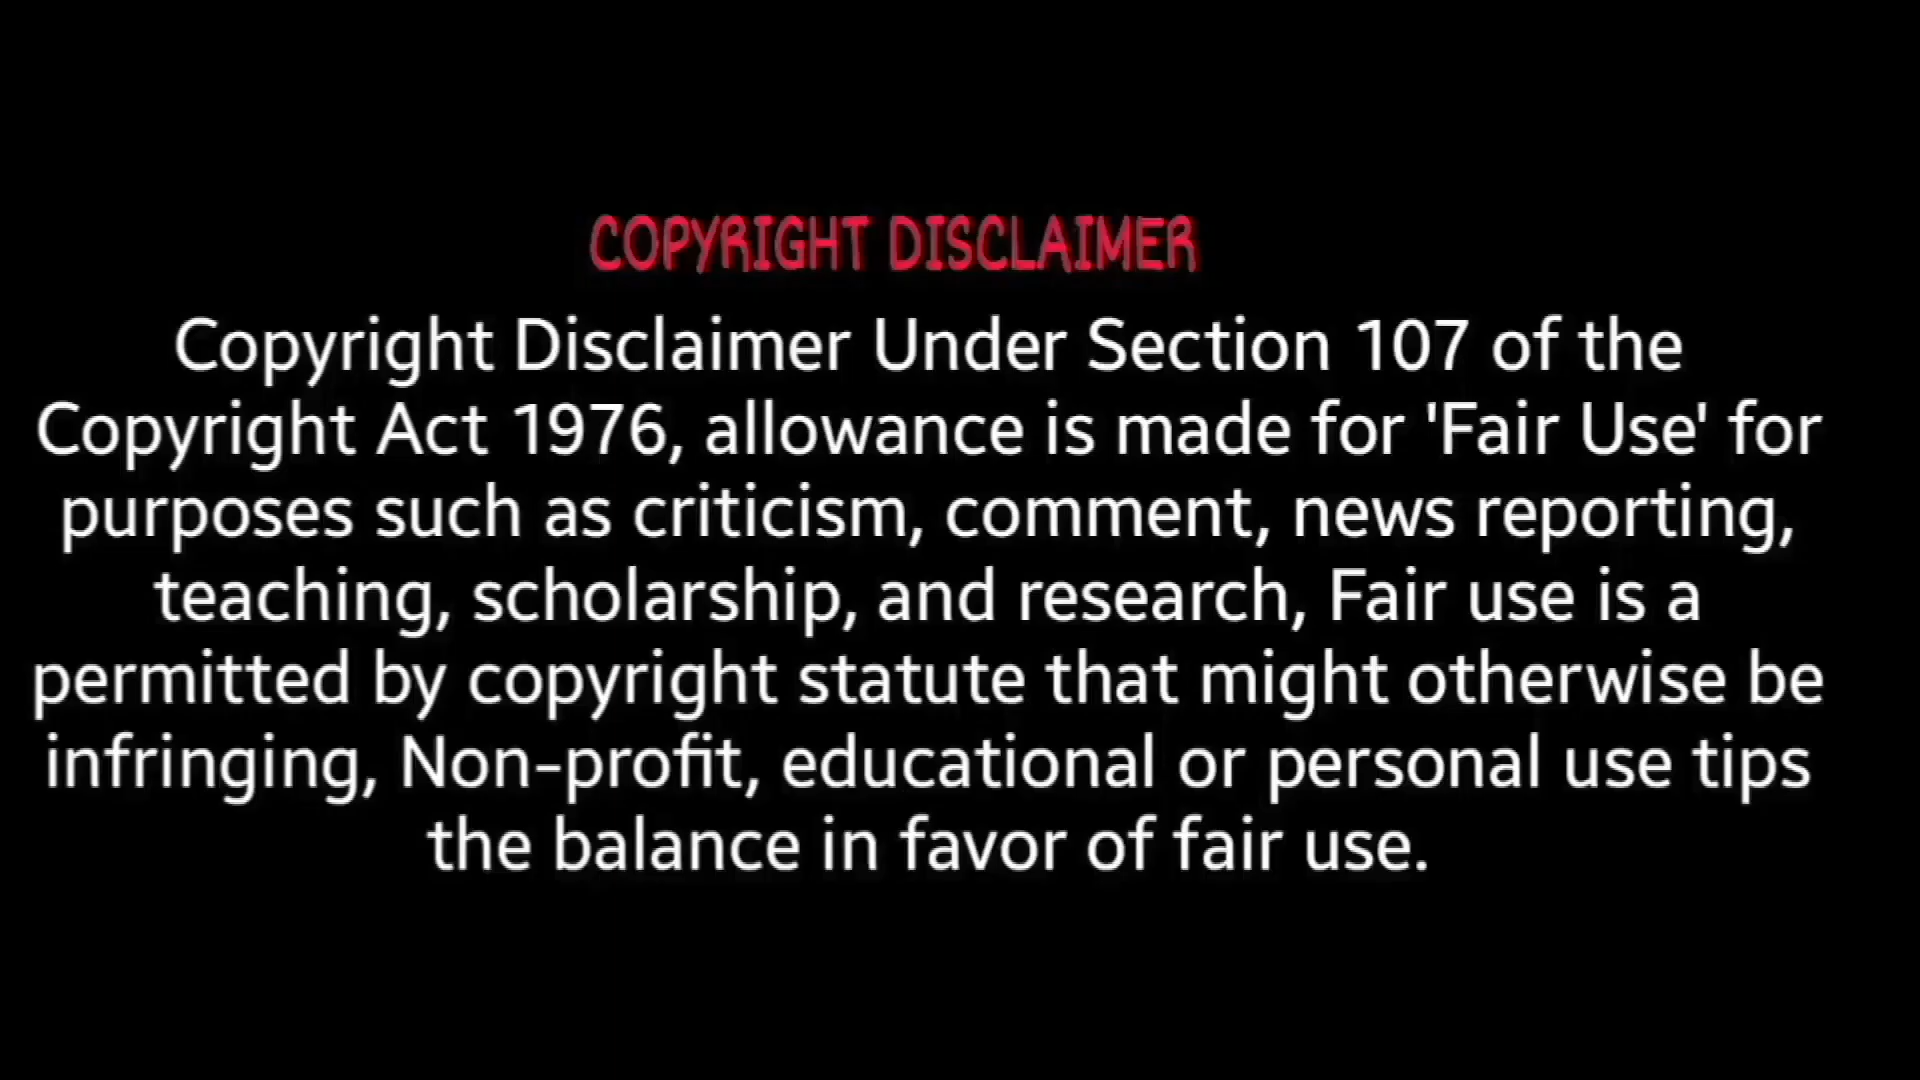 COPYRIGHT DISCLAIMER
Copyright Disclaimer Under Section 107 of the
Copyright Act 1976, allowance is made for 'Fair Use' for
purposes such as criticism, comment, news reporting,
teaching, scholarship, and research, Fair use is a
permitted by copyright statute that might otherwise be
infringing, Non-profit, educational or personal use tips
the balance in favor of fair use.